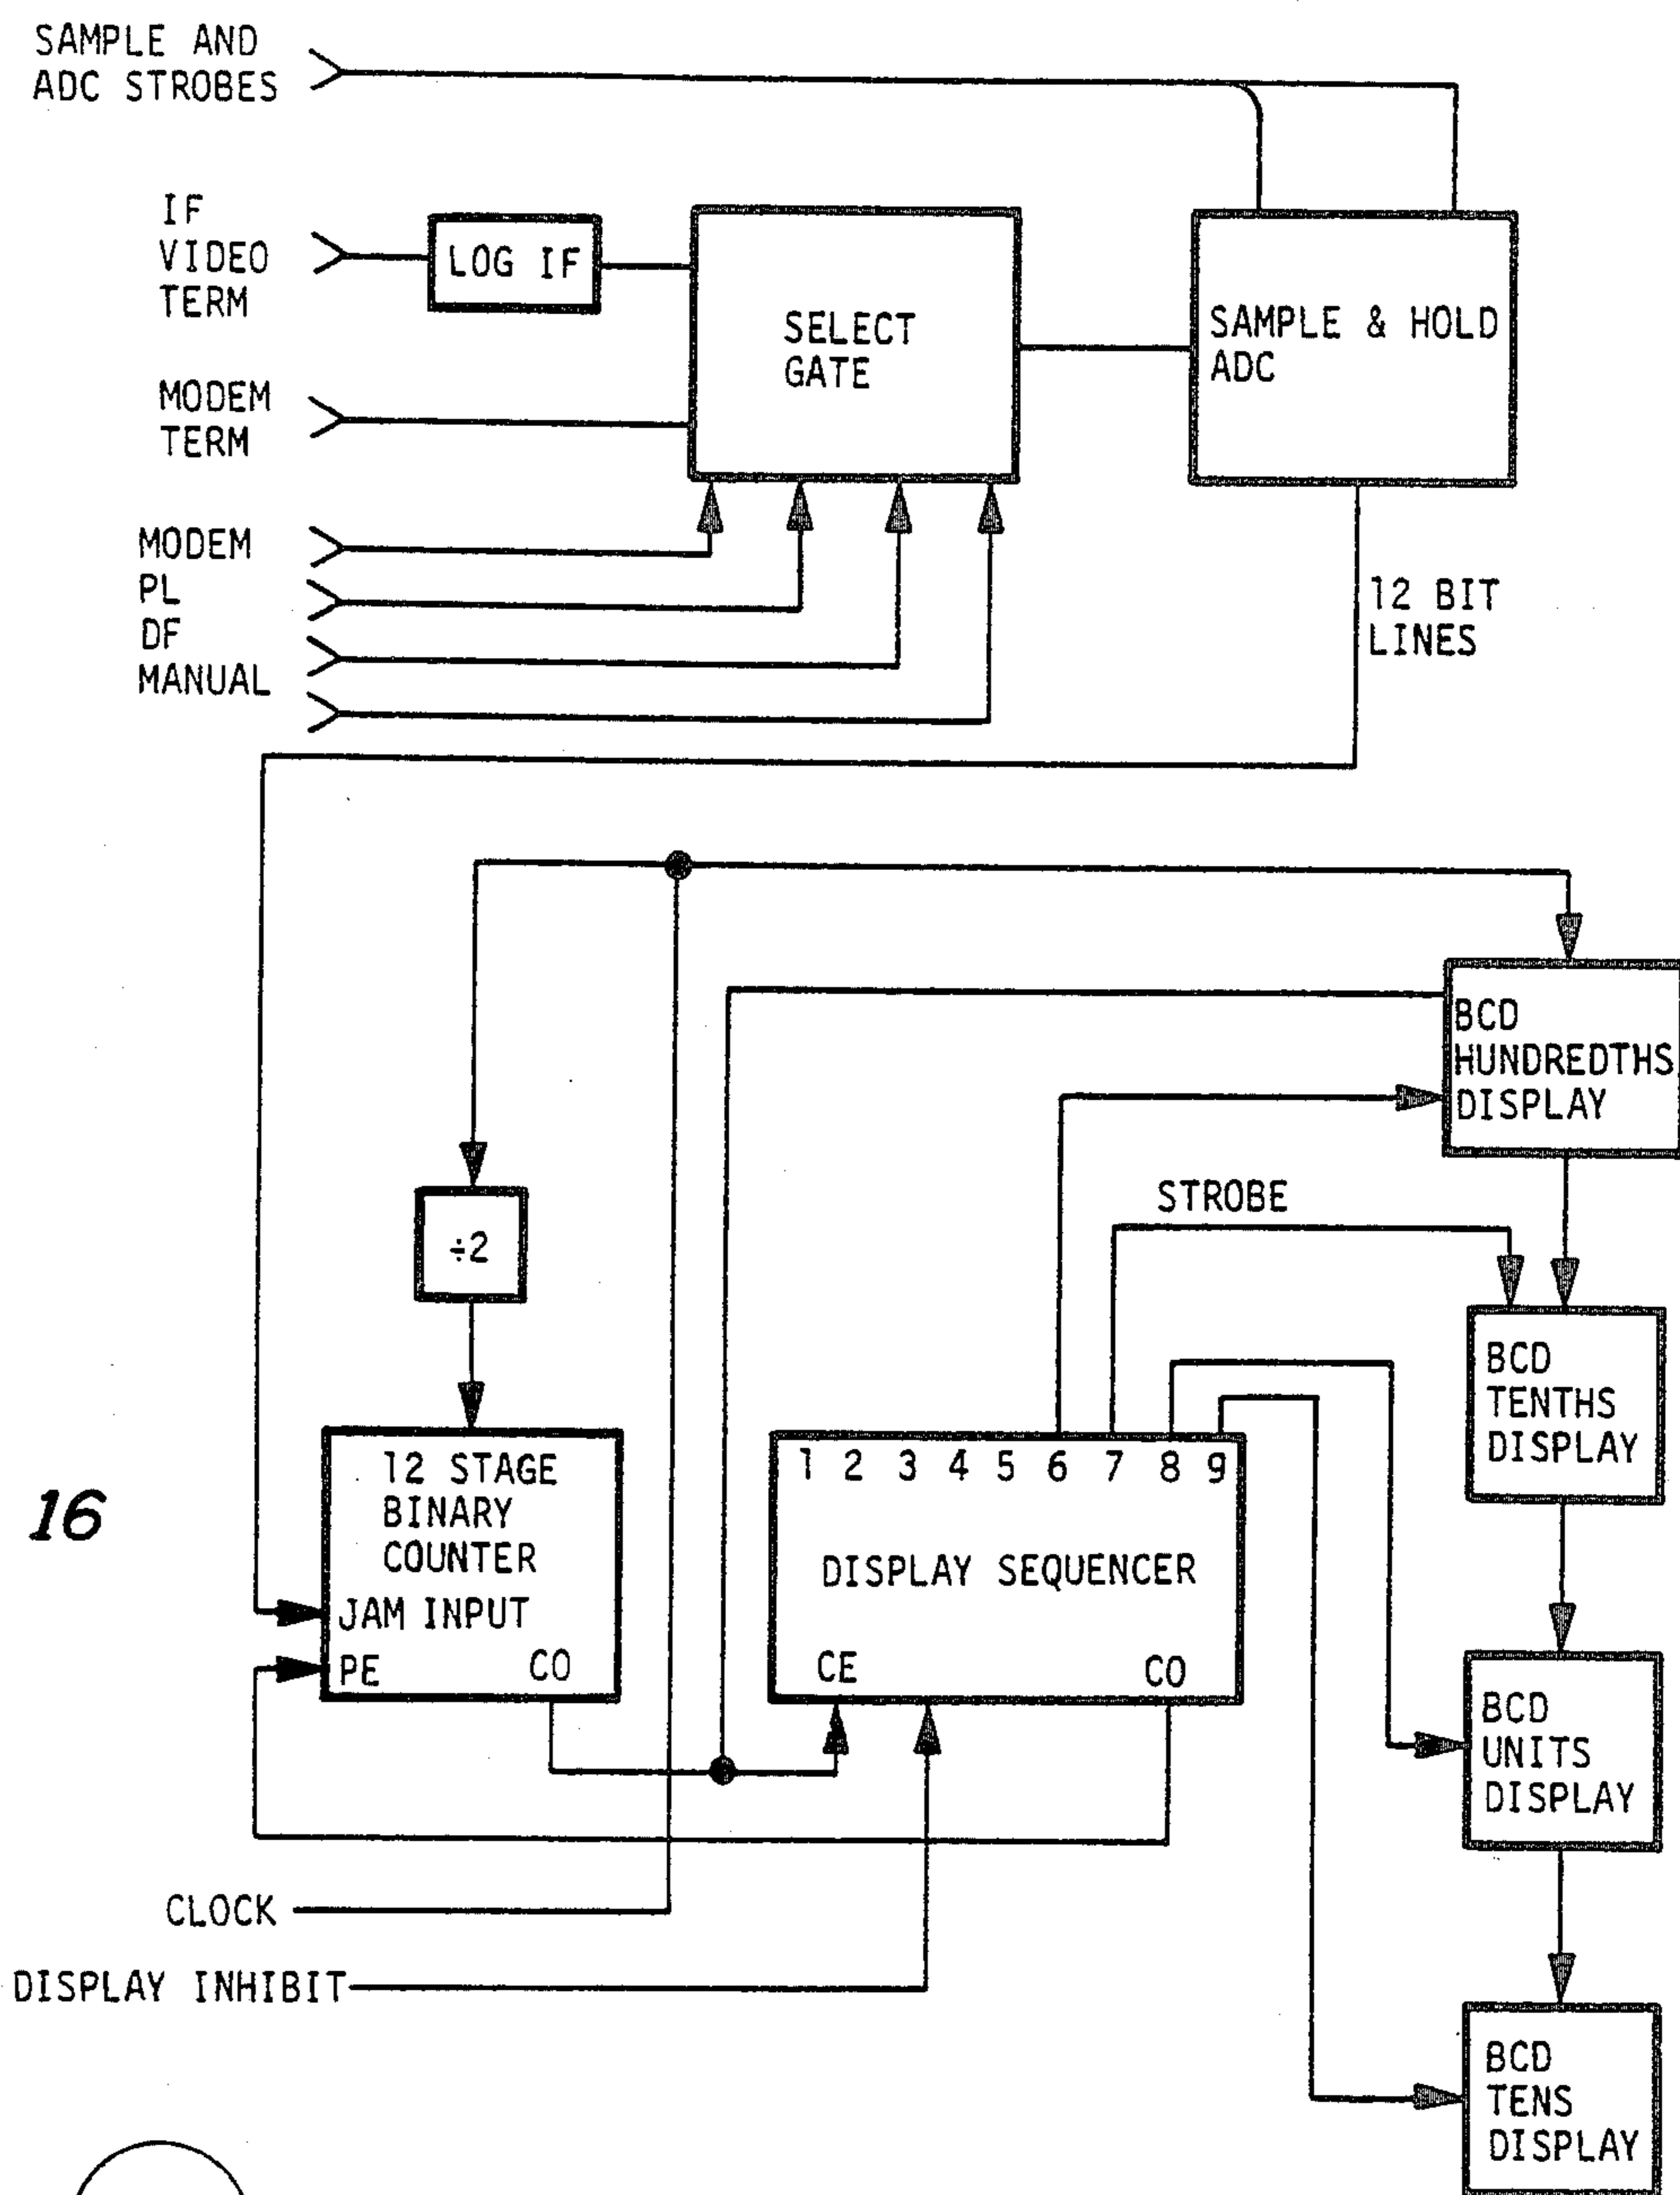 SAMPLE AND
ADC STROBES
IF
VIDEO
TERM
LOG IF
SELECT
GATE
SAMPLE & HOLD
ADC
MODEM
TERM
MODEM
PL
DF
MANUAL
12 BIT
LINES
BCD
HUNDREDTHS
DISPLAY
STROBE
÷2
BCD
TENTHS
DISPLAY
12 STAGE
BINARY
COUNTER
JAM INPUT
PE CO
1 2 3 4 5 6 7 8 9
DISPLAY SEQUENCER
CE CO
16
BCD
UNITS
DISPLAY
CLOCK
DISPLAY INHIBIT
BCD
TENS
DISPLAY